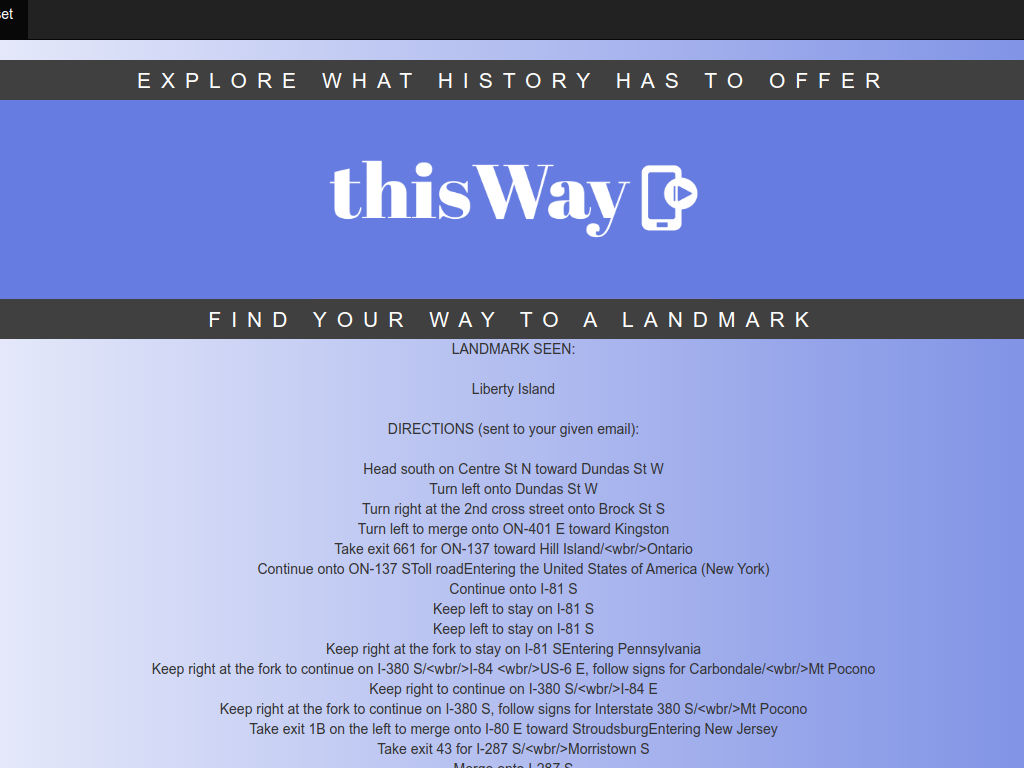 set
EXPLORE WHAT HISTORY HAS TO OFFER
thisWay
FIND YOUR WAY TO A LANDMARK
LANDMARK SEEN:
Liberty Island
DIRECTIONS (sent to your given email):
Head south on Centre St N toward Dundas St W
Turn left onto Dundas St W
Turn right at the 2nd cross street onto Brock St S
Turn left to merge onto ON-401 E toward Kingston
Take exit 661 for ON-137 toward Hill Island/<wbr/>Ontario
Continue onto ON-137 SToll roadEntering the United States of America (New York)
Continue onto I-81 S
Keep left to stay on I-81 S
Keep left to stay on I-81 S
Keep right at the fork to stay on I-81 SEntering Pennsylvania
Keep right at the fork to continue on I-380 S/<wbr/>I-84 <wbr/>US-6 E, follow signs for Carbondale/<wbr/>Mt Pocono
Keep right to continue on I-380 S/<wbr/>I-84 E
Keep right at the fork to continue on I-380 S, follow signs for Interstate 380 S/<wbr/>Mt Pocono
Take exit 1B on the left to merge onto I-80 E toward StroudsburgEntering New Jersey
Take exit 43 for I-287 S/<wbr/>Morristown S
Merge onto I-287 S